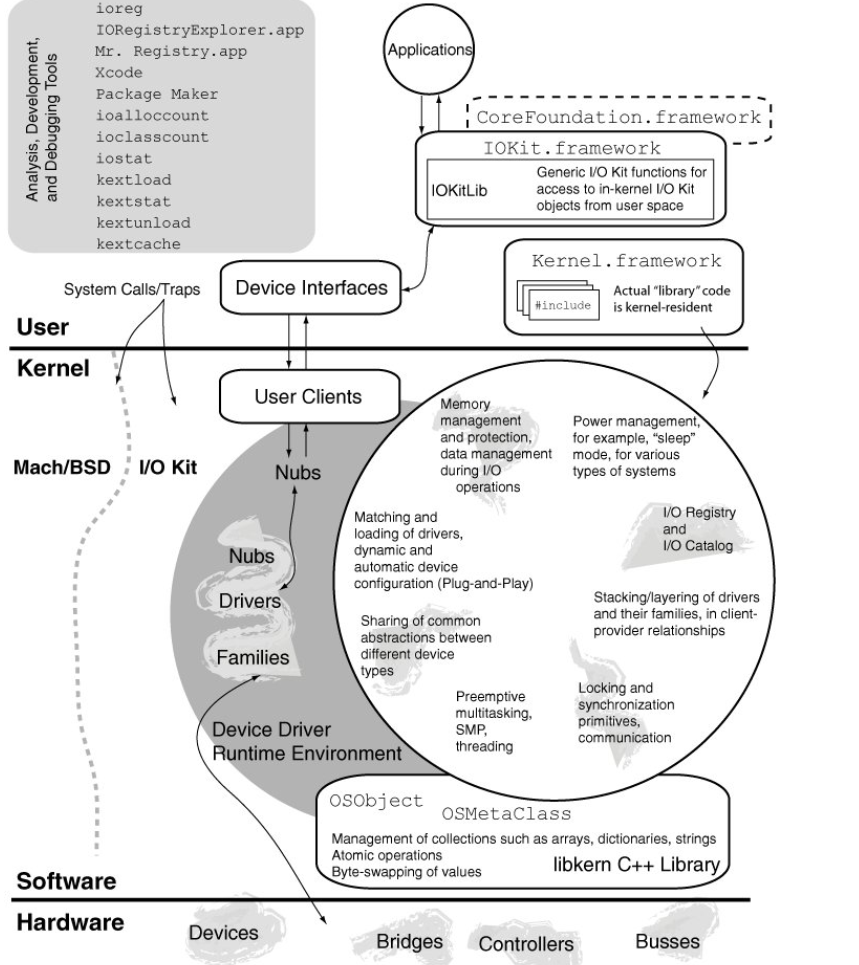 Analysis, Development,
and Debugging Tools
ioreg
IORegistryExplorer.app
Mr. Registry.app
Xcode
Package Maker
ioalloccount
ioclasscount
iostat
kextload
kextstat
kextunload
kextcache
Applications
CoreFoundation.framework
IOKit.framework
IOKitLib
Generic I/O Kit functions for
access to in-kernel I/O Kit
objects from user space
Kernel.framework
#include
Actual “library” code
is kernel-resident
System Calls/Traps
Device Interfaces
User
Kernel
User Clients
Mach/BSD
I/O Kit
Nubs
Nubs
Drivers
Families
Device Driver
Runtime Environment
Memory
management
and protection,
data management
during I/O
operations
Power management,
for example, “sleep”
mode, for various
types of systems
Matching and
loading of drivers,
dynamic and
automatic device
configuration (Plug-and-Play)
I/O Registry
and
I/O Catalog
Stacking/layering of drivers
and their families, in client-
provider relationships
Sharing of common
abstractions between
different device
types
Preemptive
multitasking,
SMP,
threading
Locking and
synchronization
primitives,
communication
OSObject
OSMetaClass
Management of collections such as arrays, dictionaries, strings
Atomic operations
Byte-swapping of values
libkern C++ Library
Software
Hardware
Devices
Bridges
Controllers
Busses